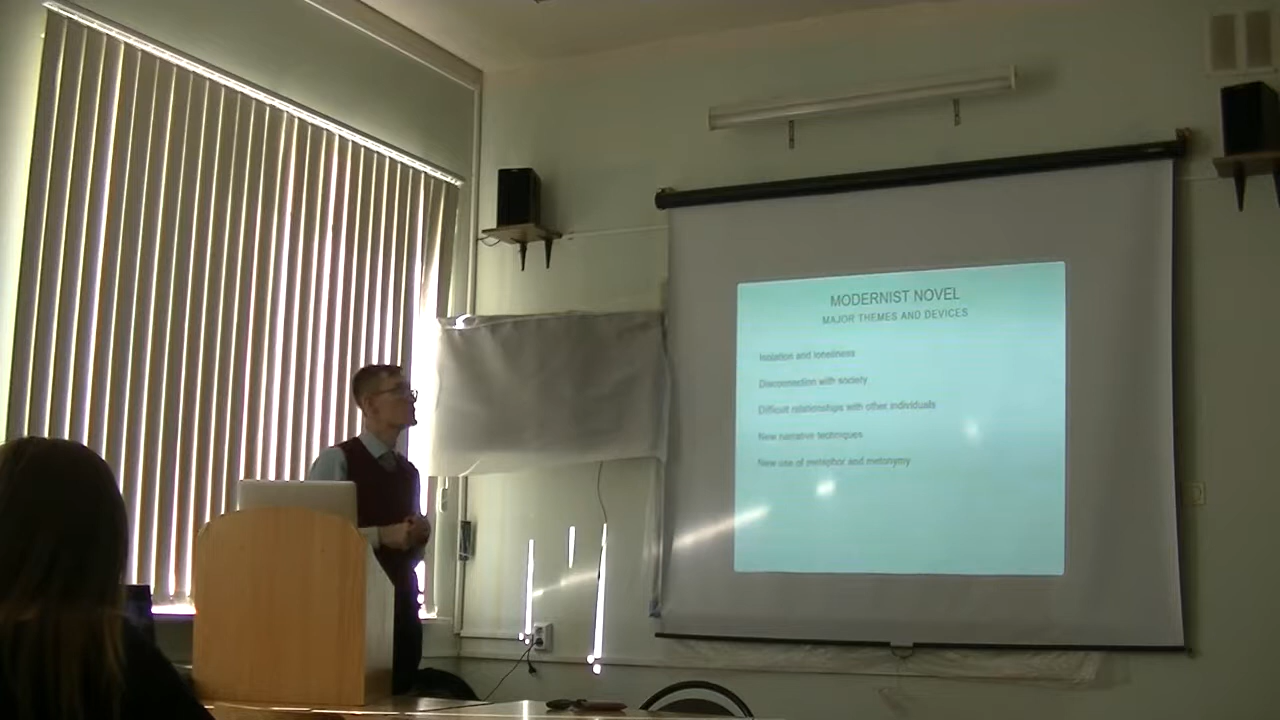 MODERNIST NOVEL
MAJOR THEMES AND DEVICES
Isolation and loneliness
Disconnection with society
Difficult relationships with other individuals
New narrative techniques
New use of metaphor and metonymy